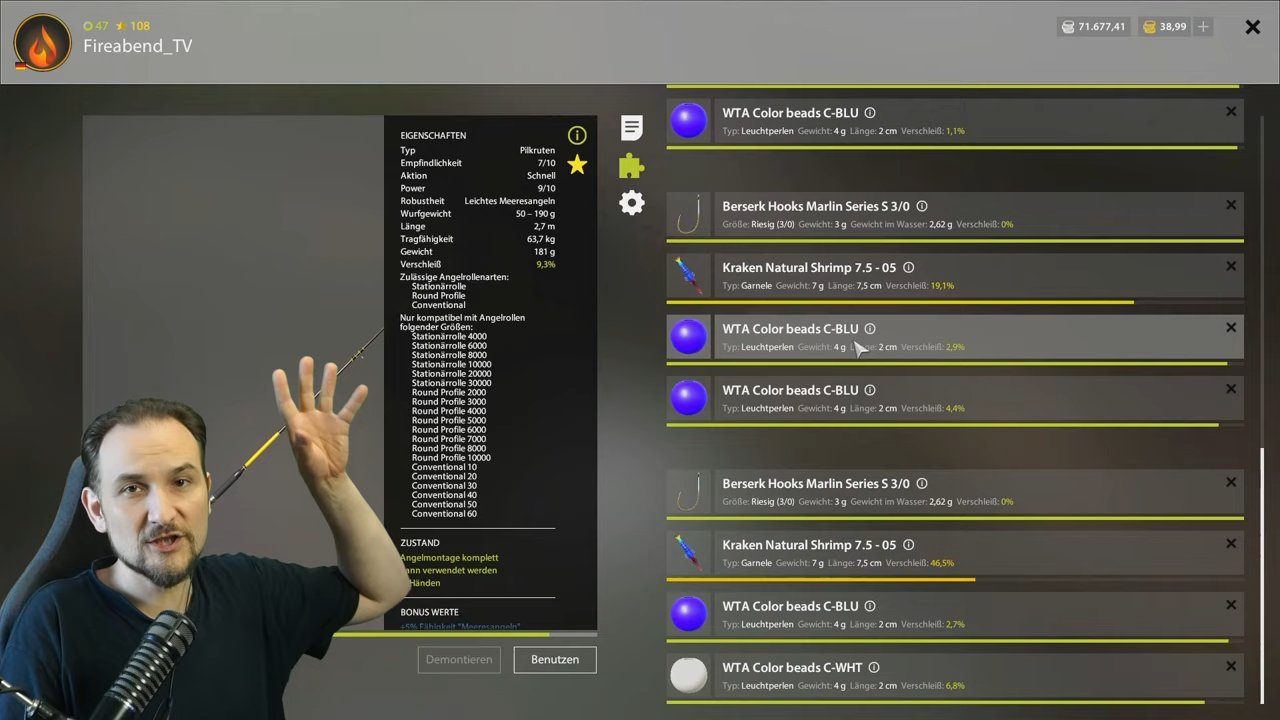 47 108
Fireabend_TV
71.677,41
38,99
EIGENSCHAFTEN
Typ Pilkruten
Empfindlichkeit 7/10
Aktion Schnell
Power 9/10
Robustheit Leichtes Meeresangeln
Wurfgewicht 50 – 190 g
Länge 2,7 m
Tragfähigkeit 63,7 kg
Gewicht 181 g
Verschleiß 9,3%
Zulässige Angelrollenarten:
Stationärrolle
Round Profile
Conventional
Nur kompatibel mit Angelrollen
folgender Größen:
Stationärrolle 4000
Stationärrolle 6000
Stationärrolle 8000
Stationärrolle 10000
Stationärrolle 20000
Stationärrolle 30000
Round Profile 2000
Round Profile 3000
Round Profile 4000
Round Profile 5000
Round Profile 6000
Round Profile 7000
Round Profile 8000
Round Profile 10000
Conventional 10
Conventional 20
Conventional 30
Conventional 40
Conventional 50
Conventional 60
ZUSTAND
Angelmontage komplett
ann verwendet werden
Händen
BONUS WERTE
+5% Fähigkeit "Meeresangeln"
Demontieren
Benutzen
WTA Color beads C-BLU
Typ: Leuchtperlen Gewicht: 4 g Länge: 2 cm Verschleiß: 1,1%
Berserk Hooks Marlin Series S 3/0
Größe: Riesig (3/0) Gewicht: 3 g Gewicht im Wasser: 2,62 g Verschleiß: 0%
Kraken Natural Shrimp 7.5 - 05
Typ: Garnele Gewicht: 7 g Länge: 7,5 cm Verschleiß: 19,1%
WTA Color beads C-BLU
Typ: Leuchtperlen Gewicht: 4 g nge: 2 cm Verschleiß: 2,9%
WTA Color beads C-BLU
Typ: Leuchtperlen Gewicht: 4 g Länge: 2 cm Verschleiß: 4,4%
Berserk Hooks Marlin Series S 3/0
Größe: Riesig (3/0) Gewicht: 3 g Gewicht im Wasser: 2,62 g Verschleiß: 0%
Kraken Natural Shrimp 7.5 - 05
Typ: Garnele Gewicht: 7 g Länge: 7,5 cm Verschleiß: 46,5%
WTA Color beads C-BLU
Typ: Leuchtperlen Gewicht: 4 g Länge: 2 cm Verschleiß: 2,7%
WTA Color beads C-WHT
Typ: Leuchtperlen Gewicht: 4 g Länge: 2 cm Verschleiß: 6,8%